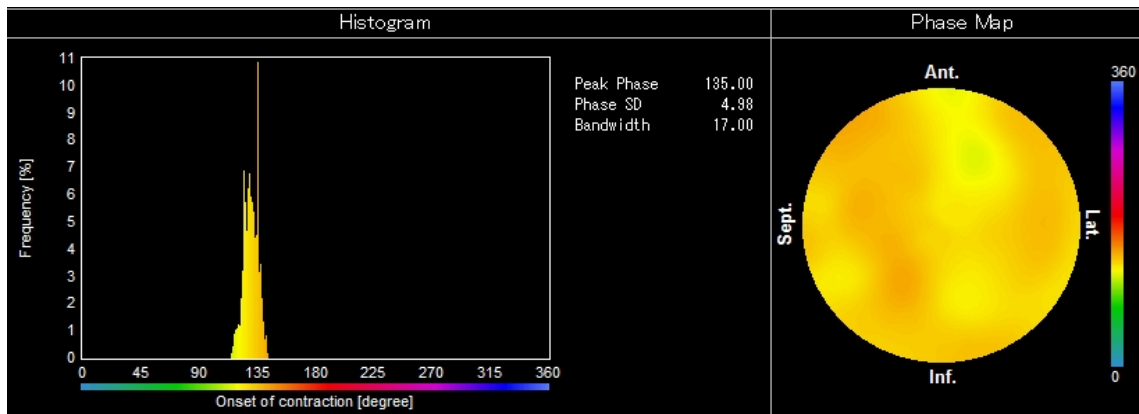 Histogram
Phase Map
11
10
9
8
7
6
5
4
3
2
1
0
Frequency [%]
0 45 90 135 180 225 270 315 360
Onset of contraction [degree]
Peak Phase 135.00
Phase SD 4.98
Bandwidth 17.00
Ant.
Sept.
Lat.
Inf.
360
0